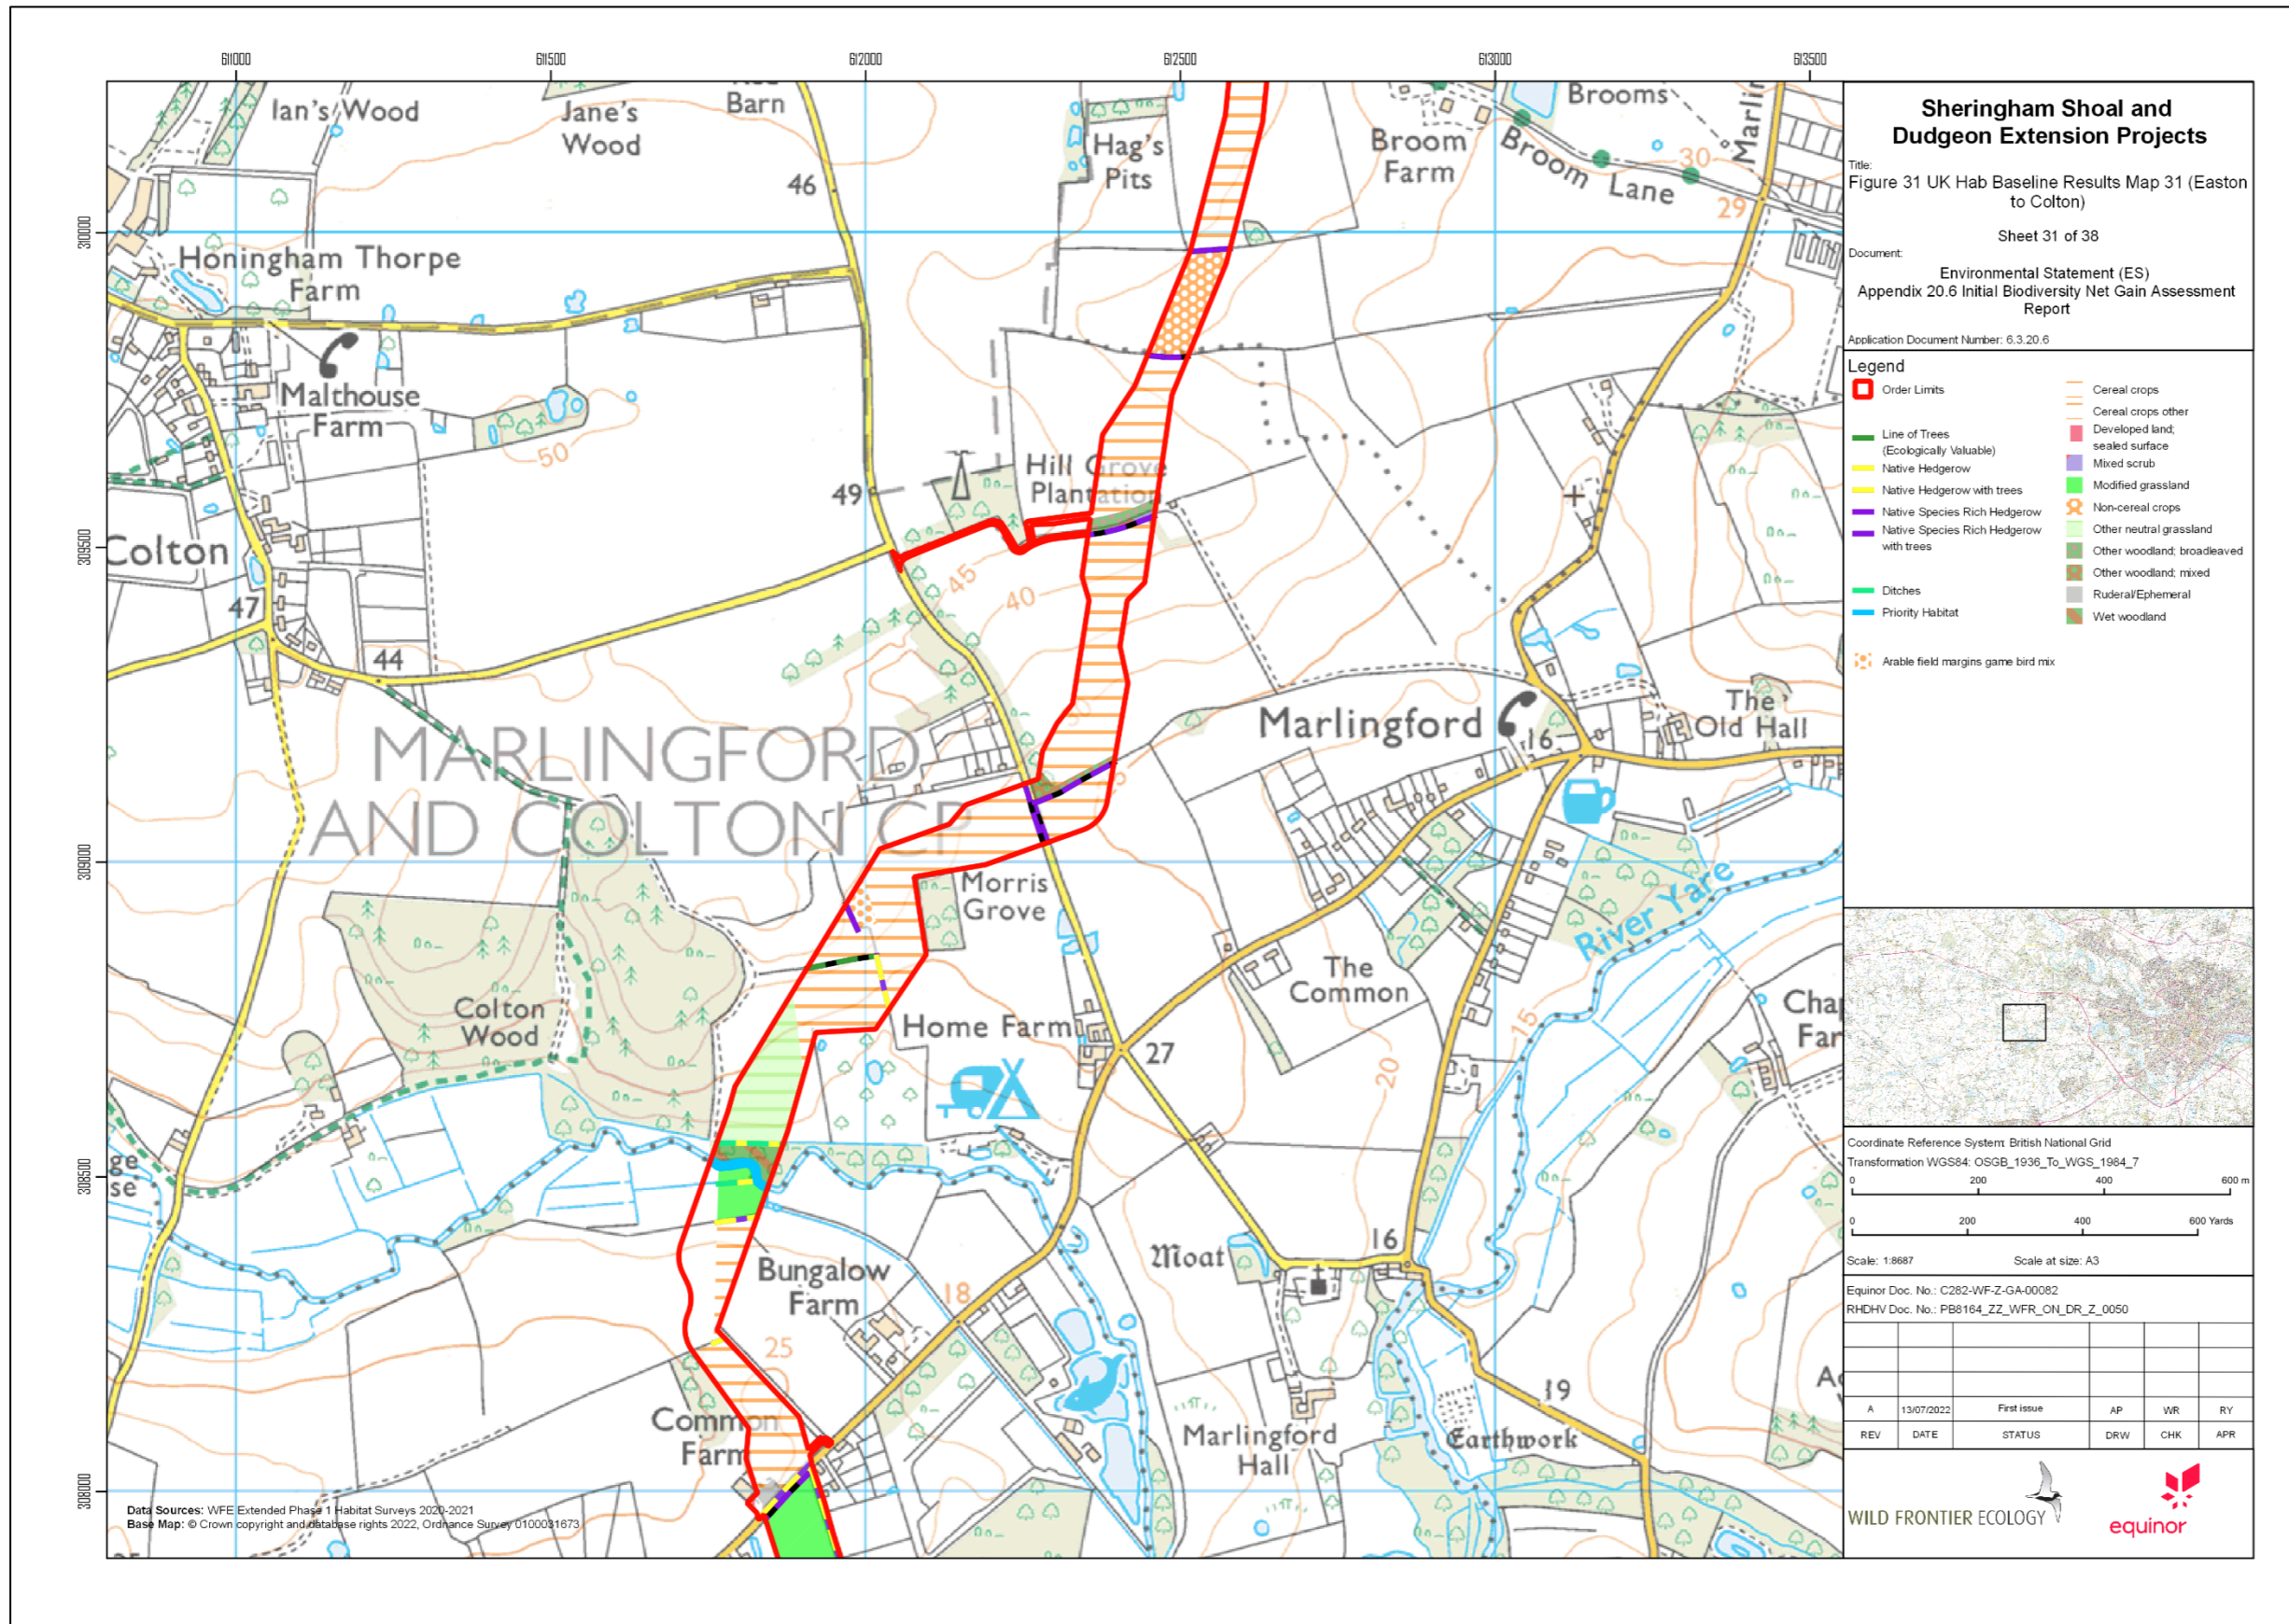 611000
611500
612000
612500
613000
613500
310000
309500
309000
308500
308000
Ian's Wood
Jane's
Wood
Barn
46
Hag's
Pits
Broom
Farm
Brooms
Broom Lane
30
29
Honingham Thorpe
Farm
Malthouse
Farm
50
49
Hill Grove
Plantation
Colton
47
44
45
40
MARLINGFORD
AND COLTON CP
Marlingford
16
The
Old Hall
Morris
Grove
River Yare
Colton
Wood
The
Common
Home Farm
27
15
20
Moat
16
Bungalow
Farm
18
25
Common
Farm
Marlingford
Hall
Earthwork
19
Data Sources: WFE Extended Phase 1 Habitat Surveys 2020-2021
Base Map: © Crown copyright and database rights 2022, Ordnance Survey 0100031673
Sheringham Shoal and
Dudgeon Extension Projects
Title:
Figure 31 UK Hab Baseline Results Map 31 (Easton
to Colton)
Sheet 31 of 38
Document:
Environmental Statement (ES)
Appendix 20.6 Initial Biodiversity Net Gain Assessment
Report
Application Document Number: 6.3.20.6
Legend
Order Limits
Line of Trees
(Ecologically Valuable)
Native Hedgerow
Native Hedgerow with trees
Native Species Rich Hedgerow
Native Species Rich Hedgerow
with trees
Ditches
Priority Habitat
Arable field margins game bird mix
Cereal crops
Cereal crops other
Developed land;
sealed surface
Mixed scrub
Modified grassland
Non-cereal crops
Other neutral grassland
Other woodland; broadleaved
Other woodland; mixed
Ruderal/Ephemeral
Wet woodland
Coordinate Reference System: British National Grid
Transformation WGS84: OSGB_1936_To_WGS_1984_7
0 200 400 600 m
0 200 400 600 Yards
Scale: 1:8687 Scale at size: A3
Equinor Doc. No.: C282-WF-Z-GA-00082
RHDHV Doc. No.: PB8164_ZZ_WFR_ON_DR_Z_0050
A 13/07/2022 First issue AP WR RY
REV DATE STATUS DRW CHK APR
WILD FRONTIER ECOLOGY
equinor